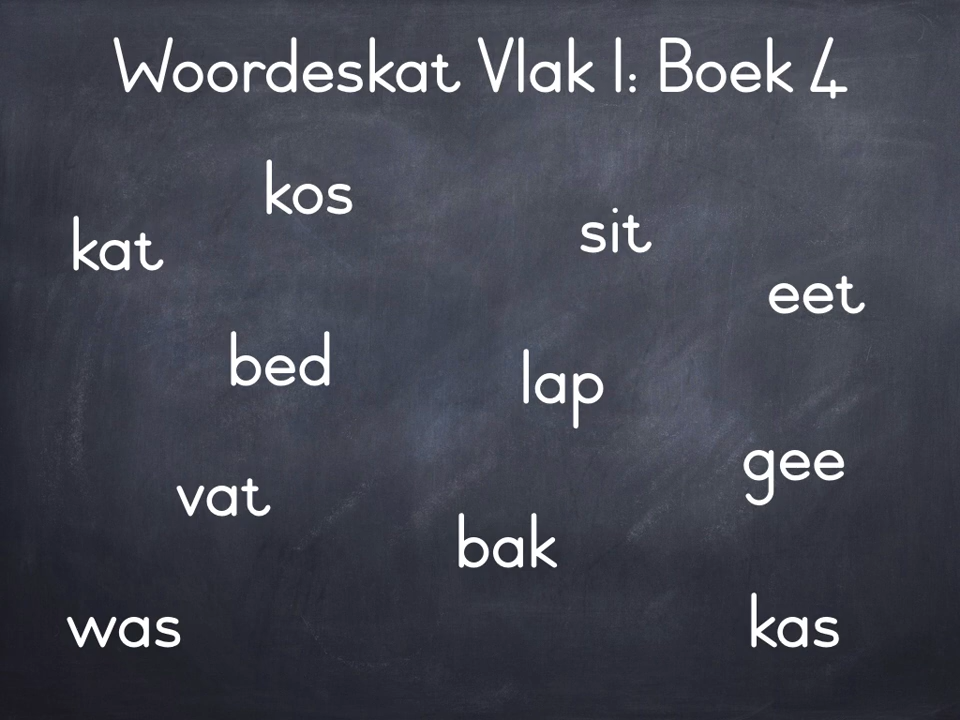 Woordeskat Vlak 1: Boek 4
kos
kat
sit
eet
bed
lap
gee
vat
bak
was
kas